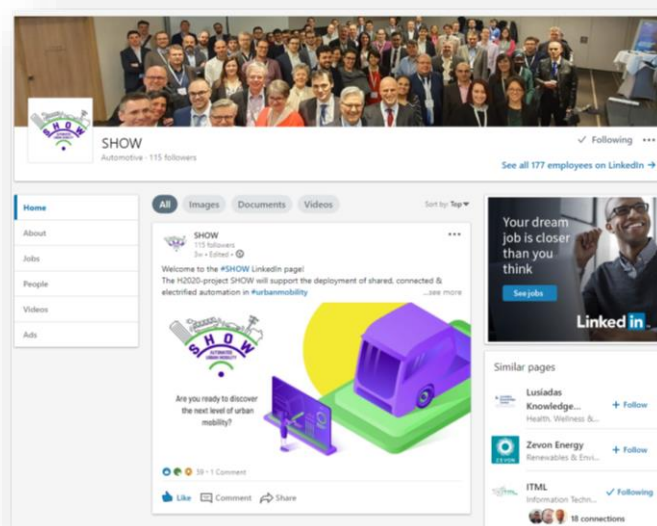 SHOW
SHOW
Automotive · 115 followers
✓ Following
See all 177 employees on LinkedIn →
Home
About
Jobs
People
Videos
Ads
All
Images
Documents
Videos
Sort by: Top
SHOW
115 followers
3w • Edited •
Welcome to the #SHOW LinkedIn page!
The H2020-project SHOW will support the deployment of shared, connected &
electrified automation in #urbanmobility
...see more
SHOW
AUTOMATED
URBAN MOBILITY
Are you ready to discover
the next level of urban
mobility?
59 · 1 Comment
Like
Comment
Share
Your dream
job is closer
than you
think
See jobs
Linked in
Similar pages
Lusiadas
Knowledge...
Health, Wellness &...
+ Follow
ZEVON
Zevon Energy
Renewables & Envi...
+ Follow
ITML
Information Techn...
✓ Following
18 connections